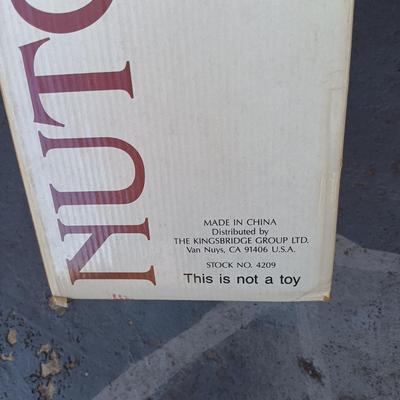 NUTC
MADE IN CHINA
Distributed by
THE KINGSBRIDGE GROUP LTD.
Van Nuys, CA 91406 U.S.A.
STOCK NO. 4209
This is not a toy